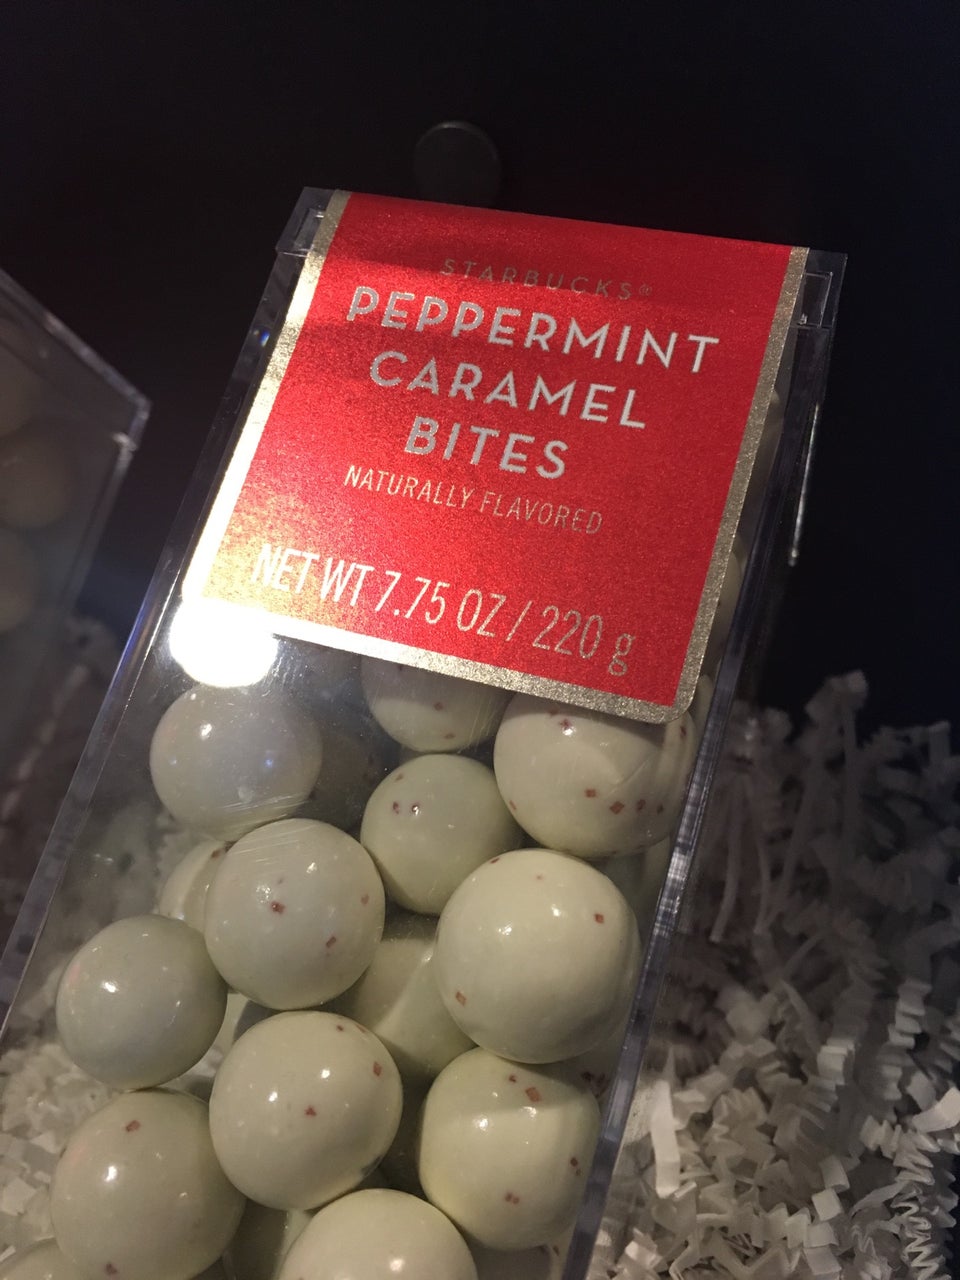 STARBUCKS®
PEPPERMINT
CARAMEL
BITES
NATURALLY FLAVORED
NET WT 7.75 OZ / 220 g